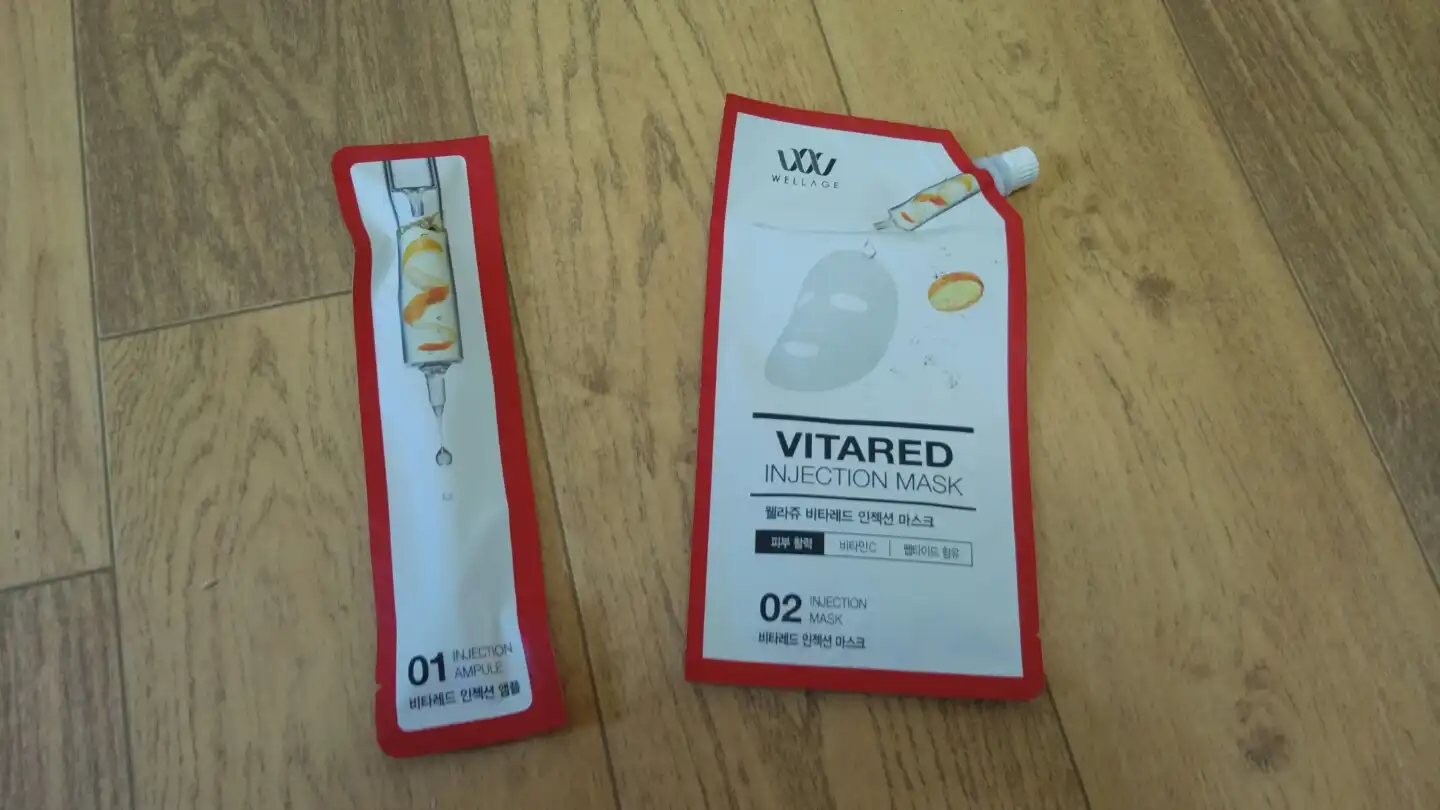 01 INJECTION
AMPULE
비타레드 인젝션 앰플
WELLAGE
VITARED
INJECTION MASK
웰라쥬 비타레드 인젝션 마스크
피부 활력 비타민C 펩타이드 함유
02 INJECTION
MASK
비타레드 인젝션 마스크